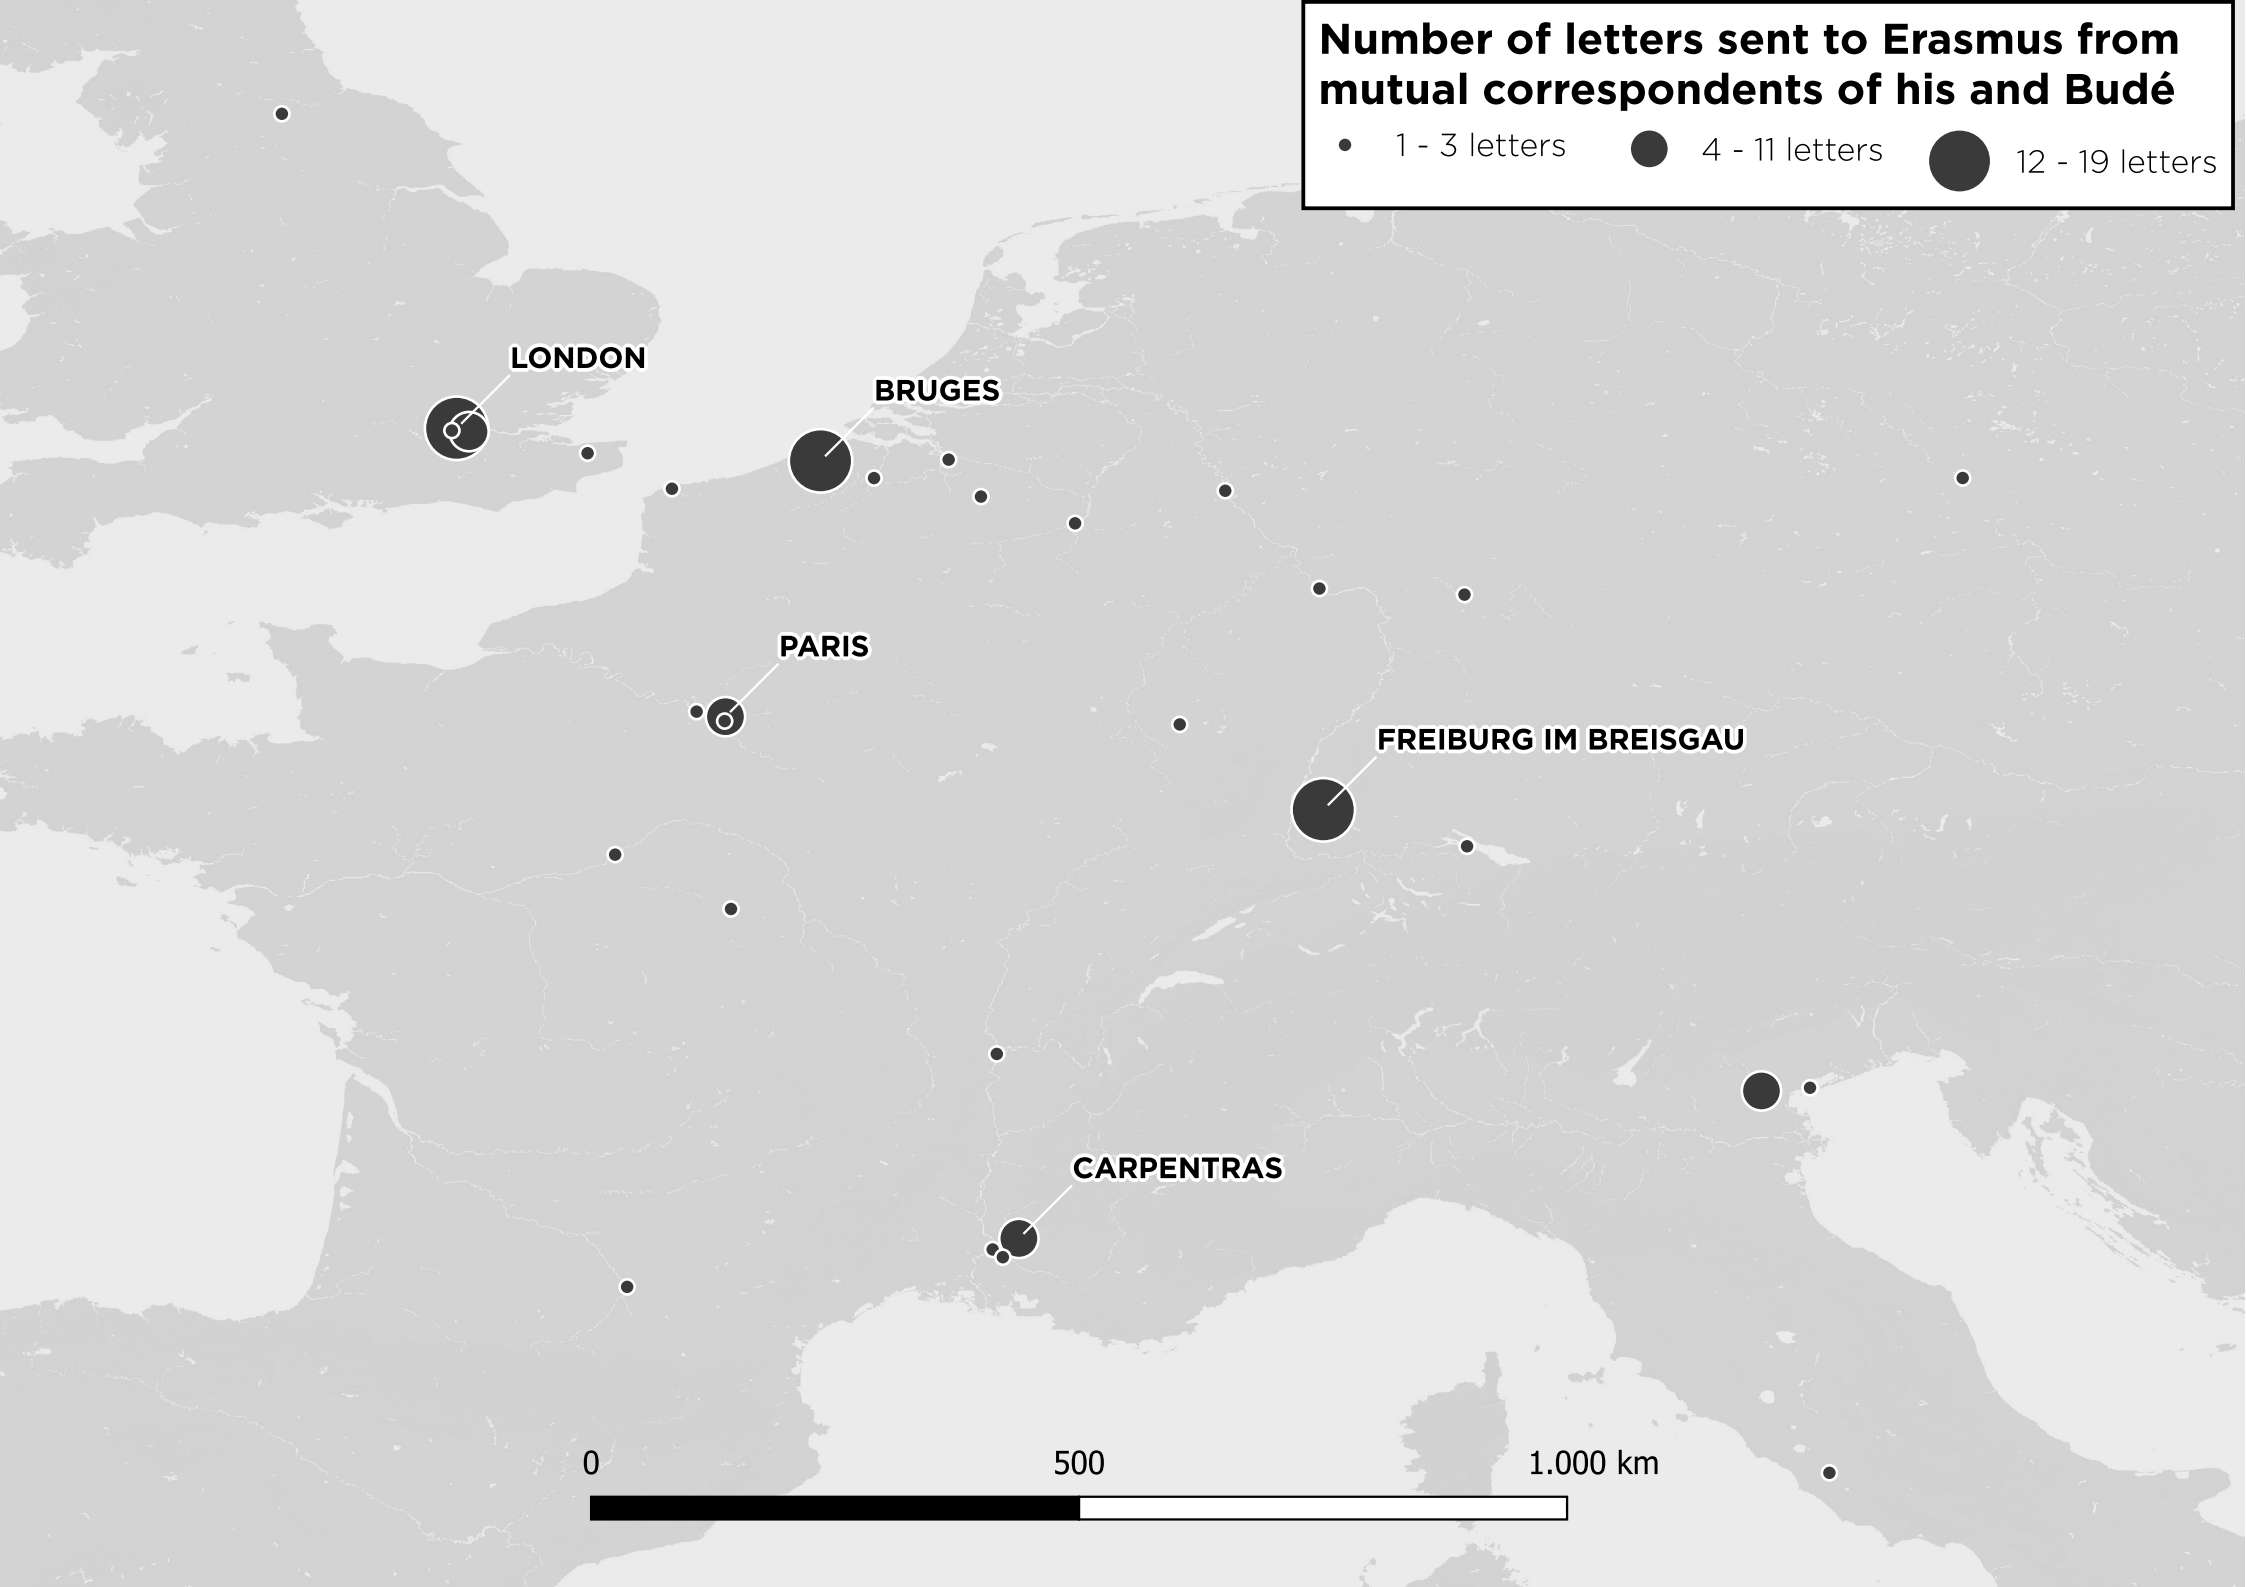 Number of letters sent to Erasmus from
mutual correspondents of his and Budé
1 - 3 letters
4 - 11 letters
12 - 19 letters
LONDON
BRUGES
PARIS
FREIBURG IM BREISGAU
CARPENTRAS
0
500
1.000 km